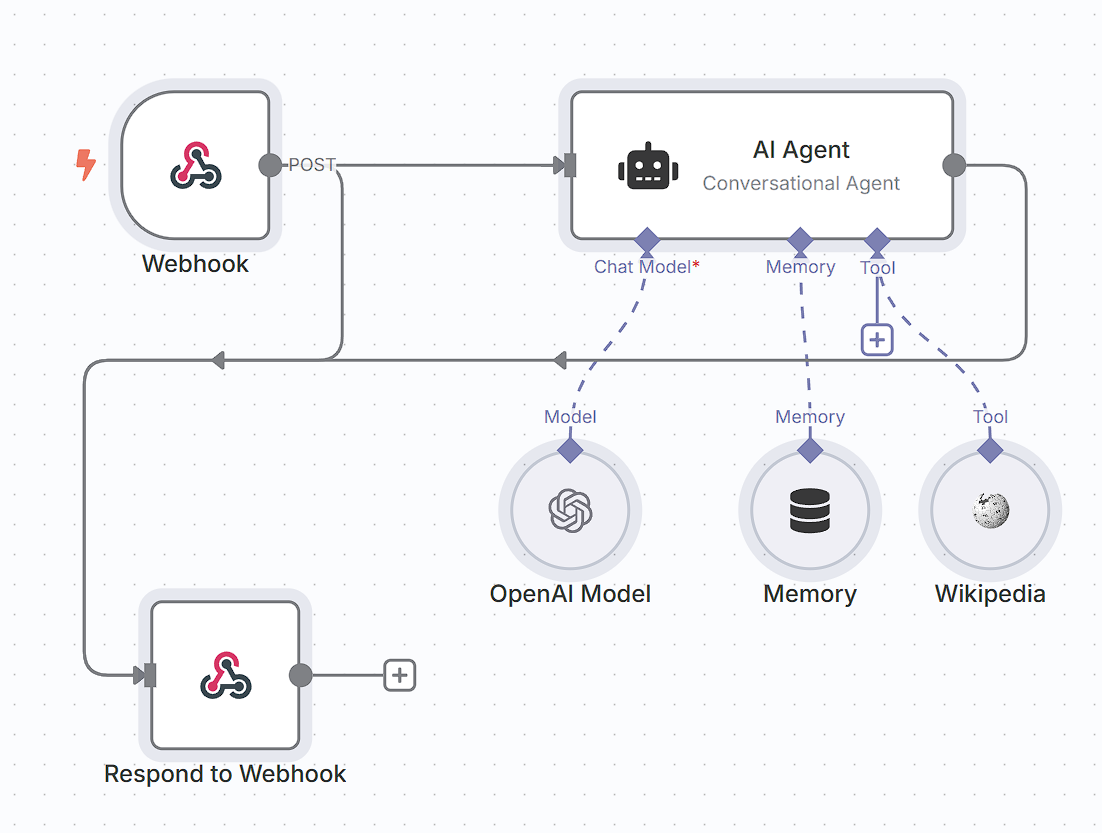 POST
Webhook
AI Agent
Conversational Agent
Chat Model*
Memory
Tool
Model
Memory
Tool
OpenAI Model
Memory
Wikipedia
Respond to Webhook